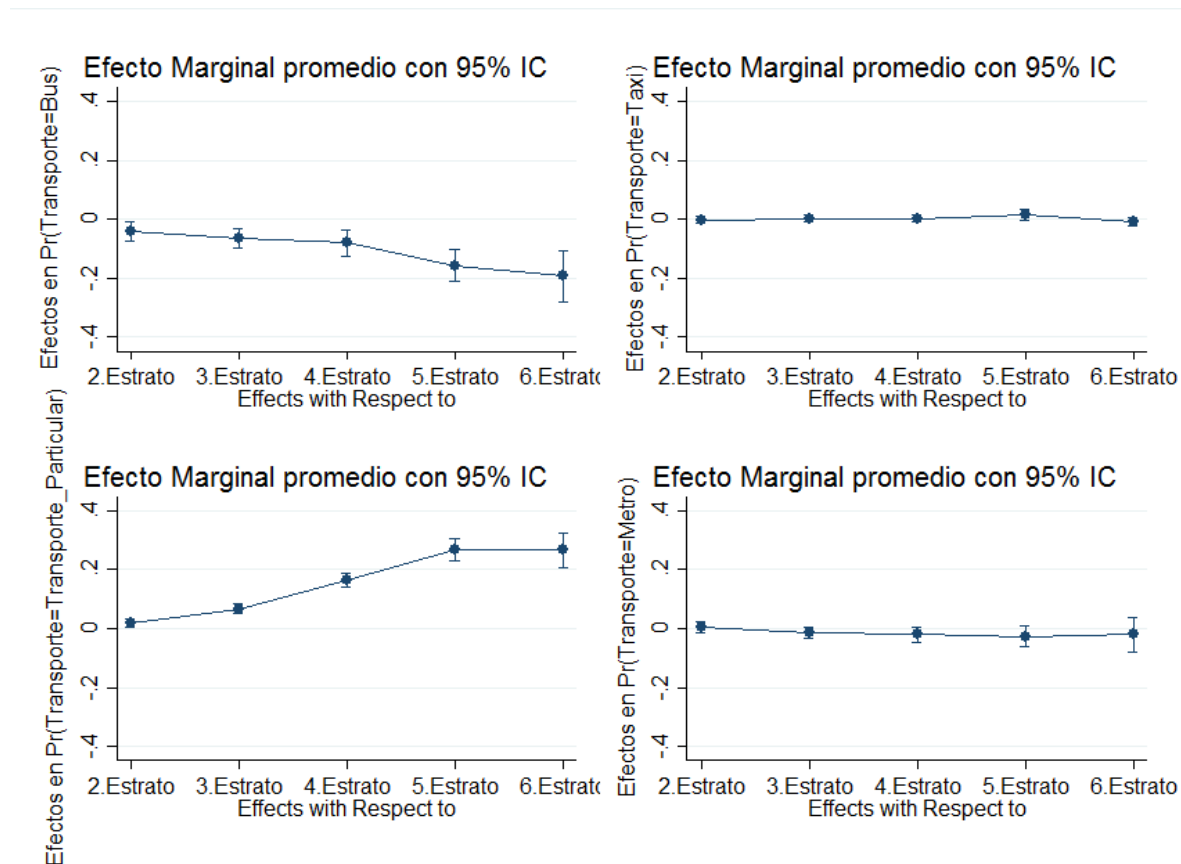 Efecto Marginal promedio con 95% IC
Efectos en Pr(Transporte=Bus)
.4
.2
0
-.2
-.4
2.Estrato 3.Estrato 4.Estrato 5.Estrato 6.Estrato
Effects with Respect to
Efecto Marginal promedio con 95% IC
Efectos en Pr(Transporte=Taxi)
.4
.2
0
-.2
-.4
2.Estrato 3.Estrato 4.Estrato 5.Estrato 6.Estrato
Effects with Respect to
Efecto Marginal promedio con 95% IC
Efectos en Pr(Transporte=Transporte_Particular)
.4
.2
0
-.2
-.4
2.Estrato 3.Estrato 4.Estrato 5.Estrato 6.Estrato
Effects with Respect to
Efecto Marginal promedio con 95% IC
Efectos en Pr(Transporte=Metro)
.4
.2
0
-.2
-.4
2.Estrato 3.Estrato 4.Estrato 5.Estrato 6.Estrato
Effects with Respect to